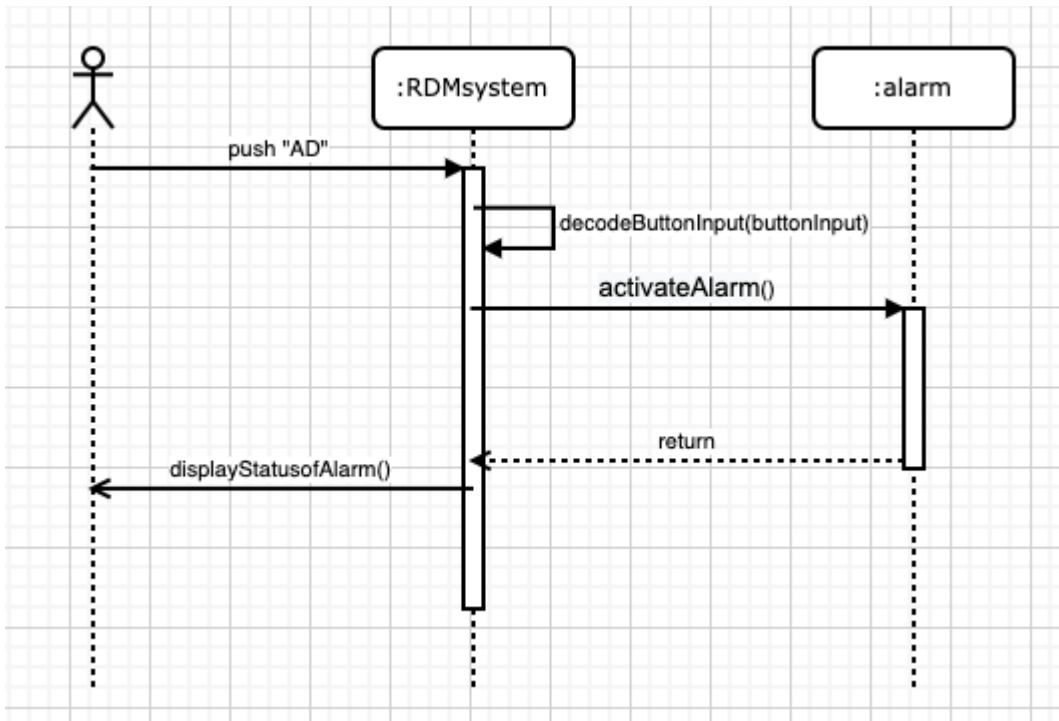 :RDMsystem
:alarm
push "AD"
decodeButtonInput(buttonInput)
activateAlarm()
return
displayStatusofAlarm()